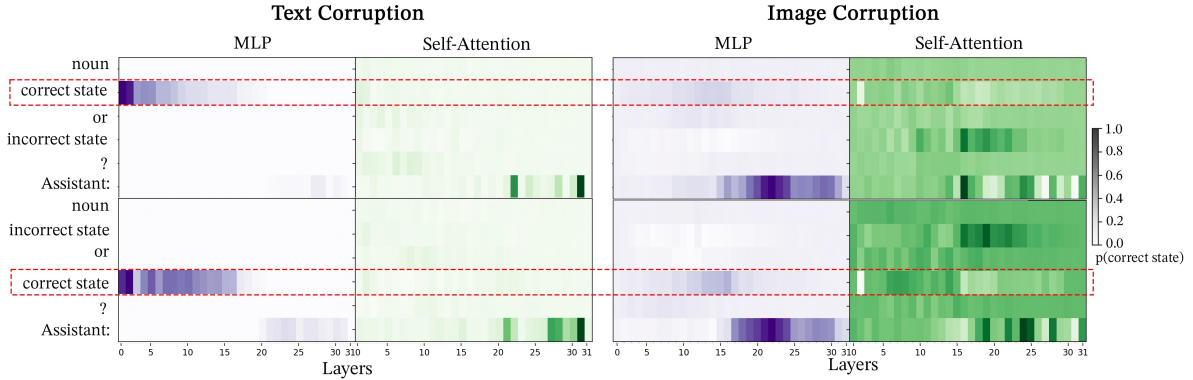 Text Corruption Image Corruption
MLP Self-Attention MLP Self-Attention
noun
correct state
or
incorrect state
?
Assistant:
noun
incorrect state
or
correct state
?
Assistant:
1.0
0.8
0.6
0.4
0.2
0.0
p(correct state)
0 5 10 15 20 25 30 31 0 5 10 15 20 25 30 31 0 5 10 15 20 25 30 31 0 5 10 15 20 25 30 31
Layers Layers